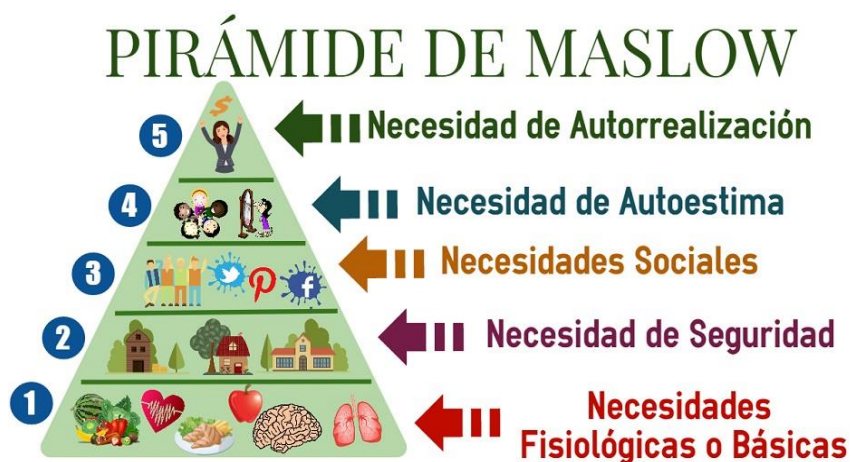 PIRÁMIDE DE MASLOW
5
Necesidad de Autorrealización
4
Necesidad de Autoestima
3
Necesidades Sociales
2
Necesidad de Seguridad
1
Necesidades
Fisiológicas o Básicas